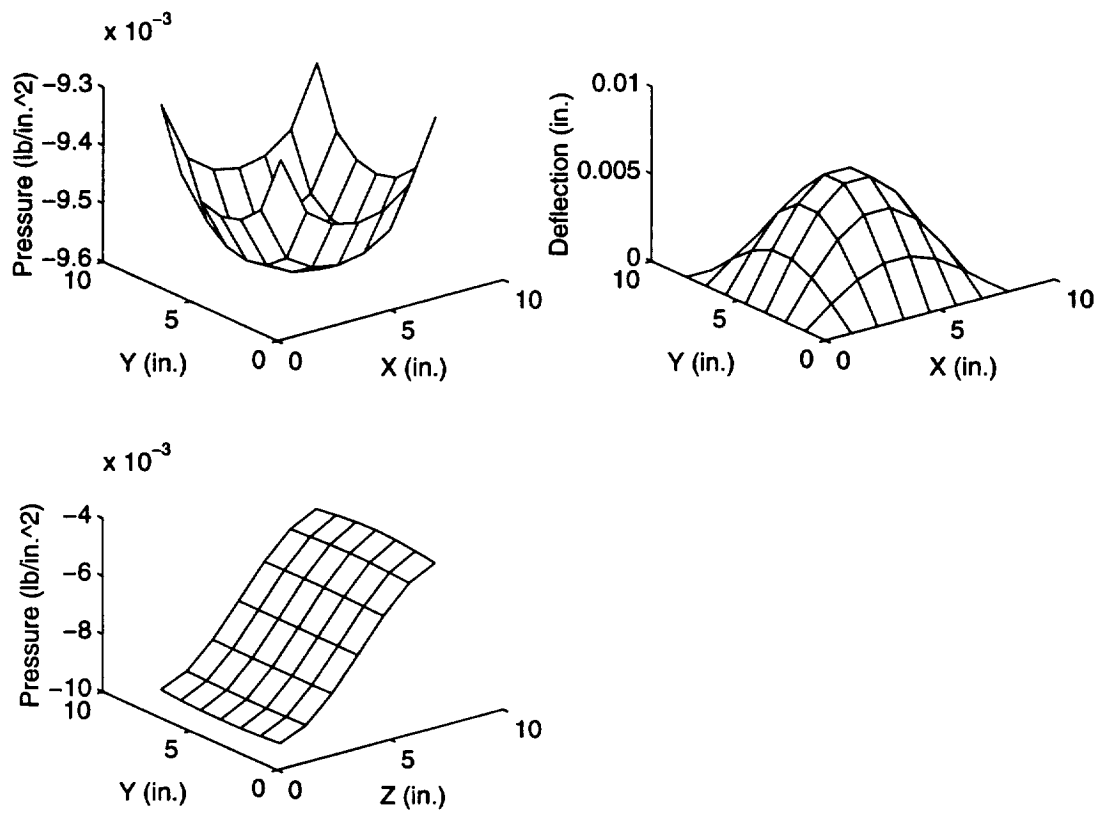 x 10^-3
Pressure (lb/in.^2)
-9.3
-9.4
-9.5
-9.6
10
5
0
Y (in.)
0
5
10
X (in.)
Deflection (in.)
0.01
0.005
0
10
5
0
Y (in.)
0
5
10
X (in.)
x 10^-3
Pressure (lb/in.^2)
-4
-6
-8
-10
10
5
0
Y (in.)
0
5
10
Z (in.)